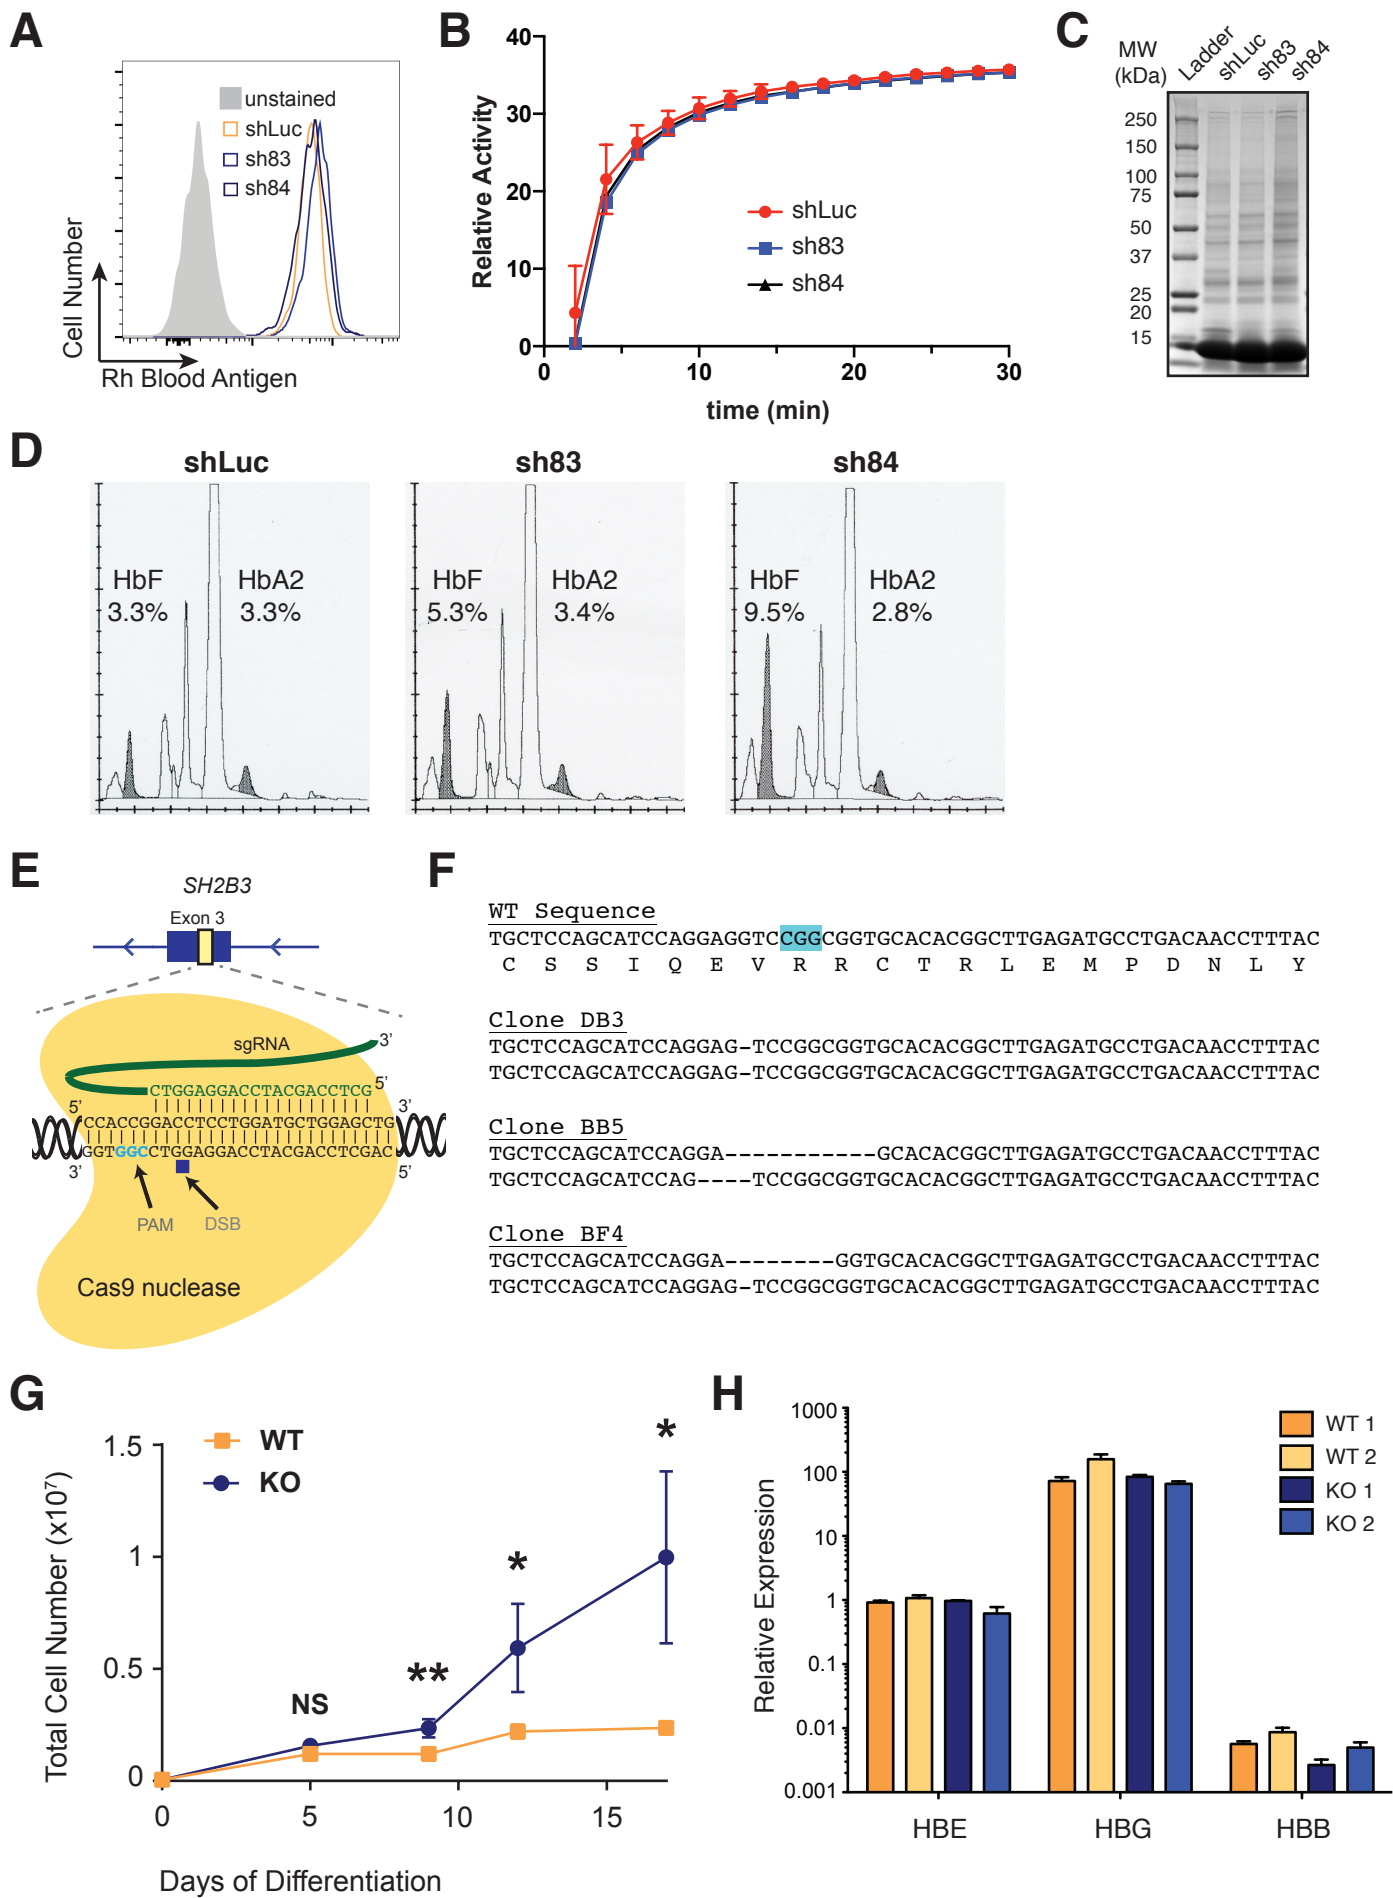 A
unstained
shLuc
sh83
sh84
Cell Number
Rh Blood Antigen
B
40
30
20
10
0
0
10
20
30
Relative Activity
time (min)
shLuc
sh83
sh84
C
MW
(kDa)
Ladder
shLuc
sh83
sh84
250
150
100
75
50
37
25
20
15
D
shLuc
HbF
3.3%
HbA2
3.3%
sh83
HbF
5.3%
HbA2
3.4%
sh84
HbF
9.5%
HbA2
2.8%
E
SH2B3
Exon 3
sgRNA
3’
CTGGAGGACCTACGACCTCG
5’
5’
3’
CCACCGGACCTCCTGGATGCTGGAGCTG
GGTGGCCTGGAGGACCTACGACCTCGAC
3’
5’
PAM
DSB
Cas9 nuclease
F
WT Sequence
TGCTCCAGCATCCAGGAGGTCCGGCGGTGCACACGGCTTGAGATGCCTGACAACCTTTAC
C S S I Q E V R R C T R L E M P D N L Y
Clone DB3
TGCTCCAGCATCCAGGAG-TCCGGCGGTGCACACGGCTTGAGATGCCTGACAACCTTTAC
TGCTCCAGCATCCAGGAG-TCCGGCGGTGCACACGGCTTGAGATGCCTGACAACCTTTAC
Clone BB5
TGCTCCAGCATCCAGGA-----------GCACACGGCTTGAGATGCCTGACAACCTTTAC
TGCTCCAGCATCCAG----TCCGGCGGTGCACACGGCTTGAGATGCCTGACAACCTTTAC
Clone BF4
TGCTCCAGCATCCAGGA--------GGTGCACACGGCTTGAGATGCCTGACAACCTTTAC
TGCTCCAGCATCCAGGAG-TCCGGCGGTGCACACGGCTTGAGATGCCTGACAACCTTTAC
G
WT
KO
1.5
1
0.5
0
NS
**
*
*
0
5
10
15
Total Cell Number (x10⁷)
Days of Differentiation
H
1000
100
10
1
0.1
0.01
0.001
Relative Expression
HBE
HBG
HBB
WT 1
WT 2
KO 1
KO 2